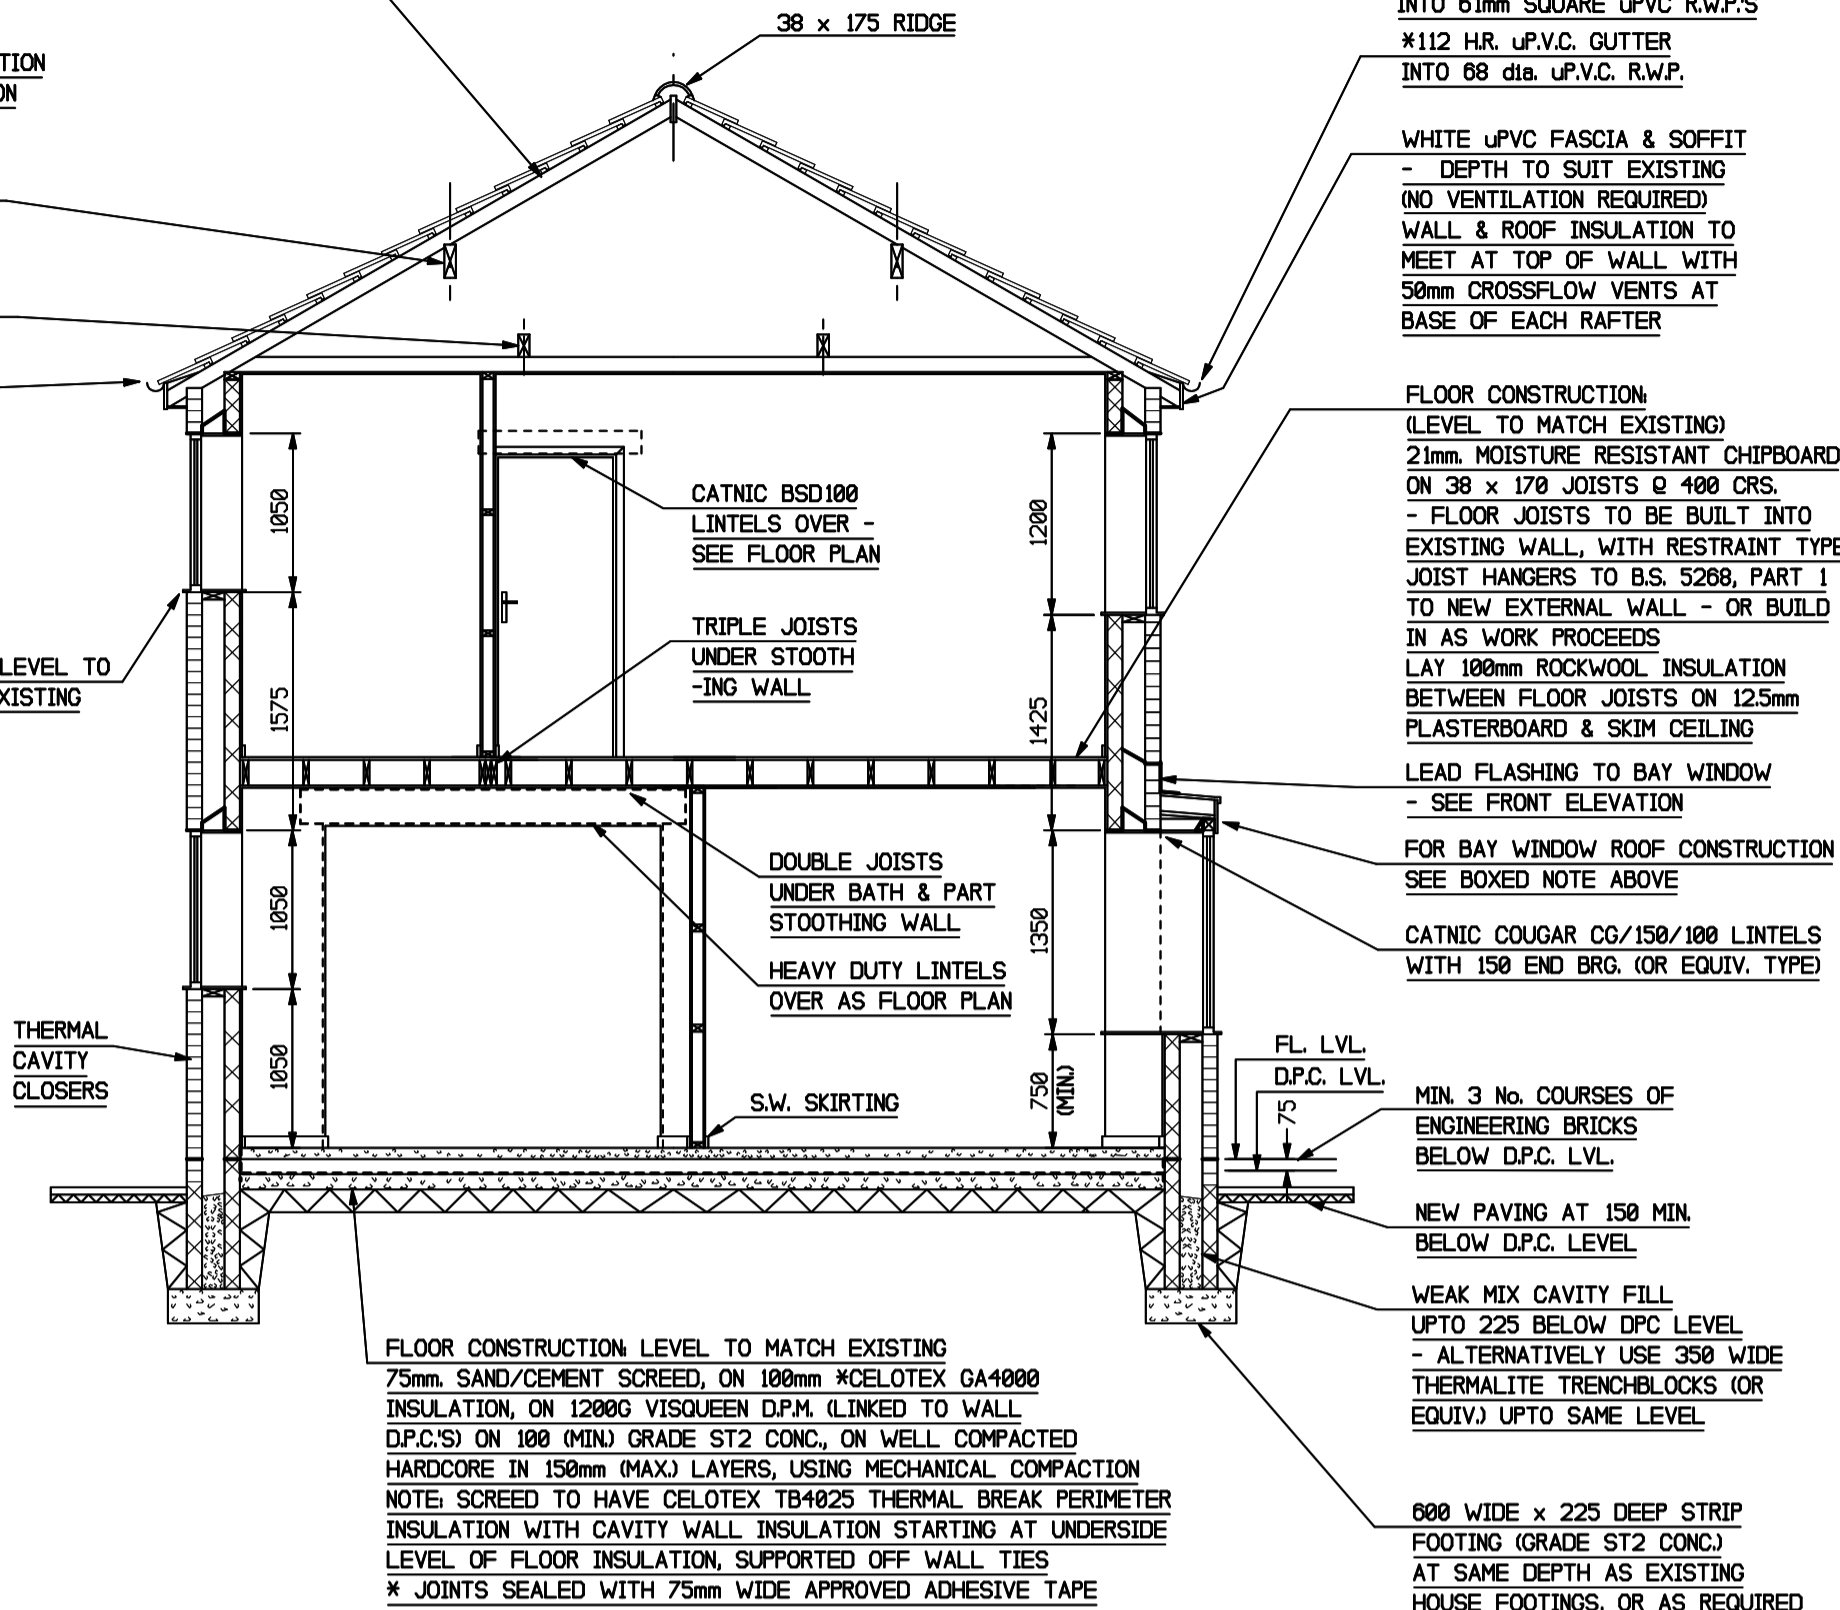 38 x 175 RIDGE
TION
ON
LEVEL TO
XISTING
THERMAL
CAVITY
CLOSERS
1050
1575
1050
1050
CATNIC BSD100
LINTELS OVER -
SEE FLOOR PLAN
TRIPLE JOISTS
UNDER STOOTH
-ING WALL
DOUBLE JOISTS
UNDER BATH & PART
STOOTHING WALL
HEAVY DUTY LINTELS
OVER AS FLOOR PLAN
S.W. SKIRTING
1200
1425
1350
750
(MIN.)
INTO 61mm SQUARE uPVC R.W.P.'S
*112 H.R. uP.V.C. GUTTER
INTO 68 dia. uP.V.C. R.W.P.
WHITE uPVC FASCIA & SOFFIT
- DEPTH TO SUIT EXISTING
(NO VENTILATION REQUIRED)
WALL & ROOF INSULATION TO
MEET AT TOP OF WALL WITH
50mm CROSSFLOW VENTS AT
BASE OF EACH RAFTER
FLOOR CONSTRUCTION:
(LEVEL TO MATCH EXISTING)
21mm. MOISTURE RESISTANT CHIPBOARD
ON 38 x 170 JOISTS @ 400 CRS.
- FLOOR JOISTS TO BE BUILT INTO
EXISTING WALL, WITH RESTRAINT TYPE
JOIST HANGERS TO B.S. 5268, PART 1
TO NEW EXTERNAL WALL - OR BUILD
IN AS WORK PROCEEDS
LAY 100mm ROCKWOOL INSULATION
BETWEEN FLOOR JOISTS ON 12.5mm
PLASTERBOARD & SKIM CEILING
LEAD FLASHING TO BAY WINDOW
- SEE FRONT ELEVATION
FOR BAY WINDOW ROOF CONSTRUCTION
SEE BOXED NOTE ABOVE
CATNIC COUGAR CG/150/100 LINTELS
WITH 150 END BRG. (OR EQUIV. TYPE)
FL. LVL.
D.P.C. LVL.
75
MIN. 3 No. COURSES OF
ENGINEERING BRICKS
BELOW D.P.C. LVL.
NEW PAVING AT 150 MIN.
BELOW D.P.C. LEVEL
WEAK MIX CAVITY FILL
UPTO 225 BELOW DPC LEVEL
- ALTERNATIVELY USE 350 WIDE
THERMALITE TRENCHBLOCKS (OR
EQUIV.) UPTO SAME LEVEL
600 WIDE x 225 DEEP STRIP
FOOTING (GRADE ST2 CONC.)
AT SAME DEPTH AS EXISTING
HOUSE FOOTINGS, OR AS REQUIRED
FLOOR CONSTRUCTION: LEVEL TO MATCH EXISTING
75mm. SAND/CEMENT SCREED, ON 100mm *CELOTEX GA4000
INSULATION, ON 1200G VISQUEEN D.P.M. (LINKED TO WALL
D.P.C.'S) ON 100 (MIN.) GRADE ST2 CONC., ON WELL COMPACTED
HARDCORE IN 150mm (MAX.) LAYERS, USING MECHANICAL COMPACTION
NOTE: SCREED TO HAVE CELOTEX TB4025 THERMAL BREAK PERIMETER
INSULATION WITH CAVITY WALL INSULATION STARTING AT UNDERSIDE
LEVEL OF FLOOR INSULATION, SUPPORTED OFF WALL TIES
* JOINTS SEALED WITH 75mm WIDE APPROVED ADHESIVE TAPE